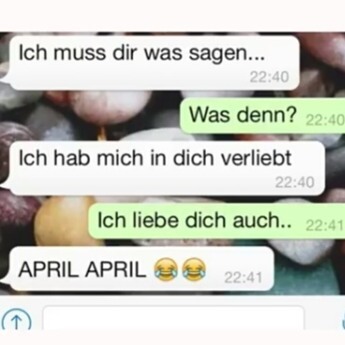 Ich muss dir was sagen...
22:40
Was denn? 22:40
Ich hab mich in dich verliebt
22:40
Ich liebe dich auch.. 22:41
APRIL APRIL 😂😂 22:41